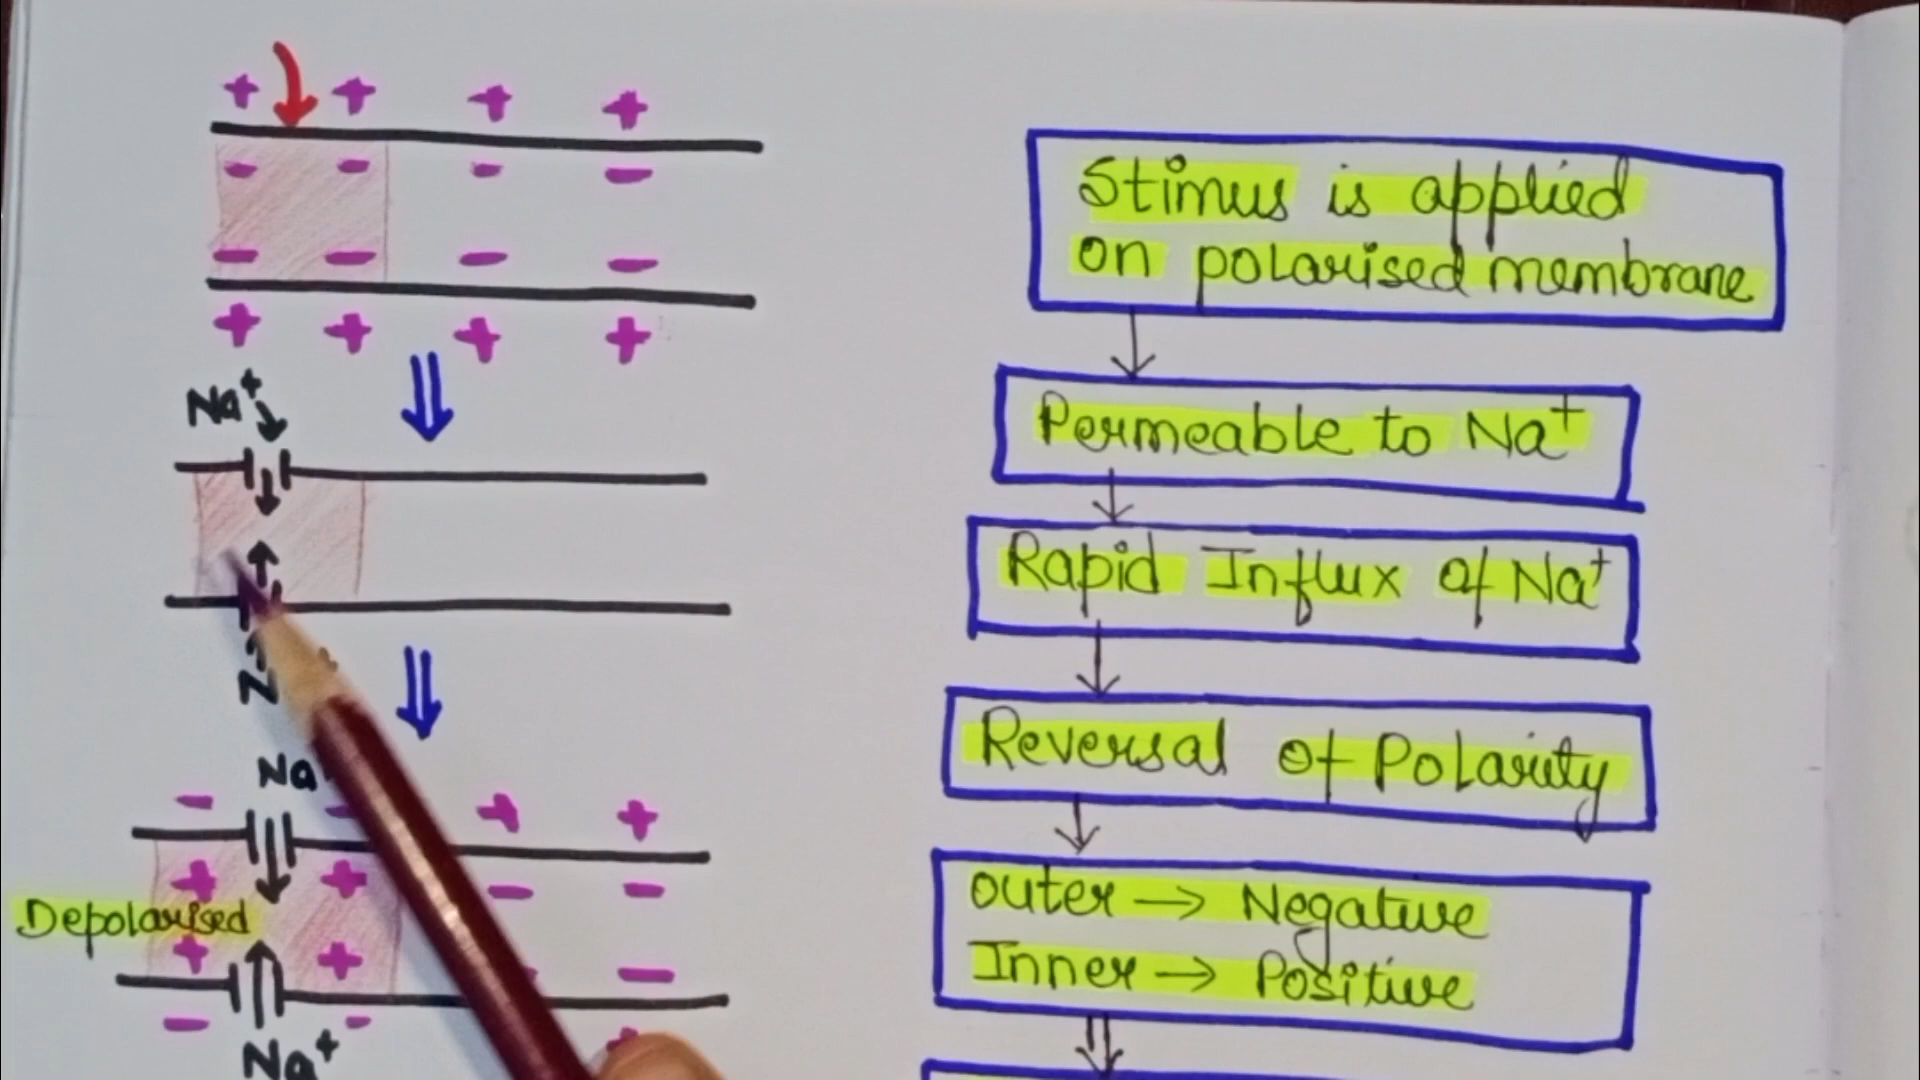 Stimus is applied
on polarised membrane
Permeable to Na⁺
Rapid Influx of Na⁺
Reversal of Polarity
outer → Negative
Inner → Positive
Na⁺
Na
Depolarised
Na⁺